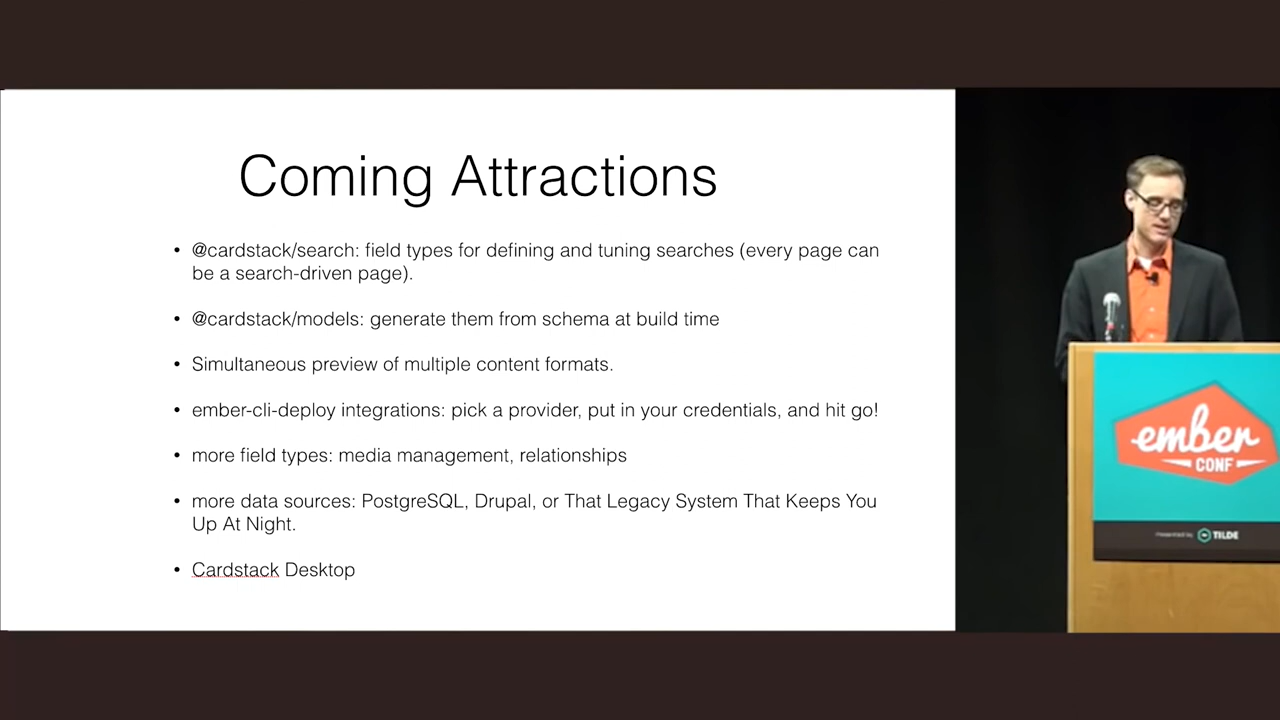 Coming Attractions
• @cardstack/search: field types for defining and tuning searches (every page can
be a search-driven page).
• @cardstack/models: generate them from schema at build time
• Simultaneous preview of multiple content formats.
• ember-cli-deploy integrations: pick a provider, put in your credentials, and hit go!
• more field types: media management, relationships
• more data sources: PostgreSQL, Drupal, or That Legacy System That Keeps You
Up At Night.
• Cardstack Desktop
ember
CONF
Presented by TILDE